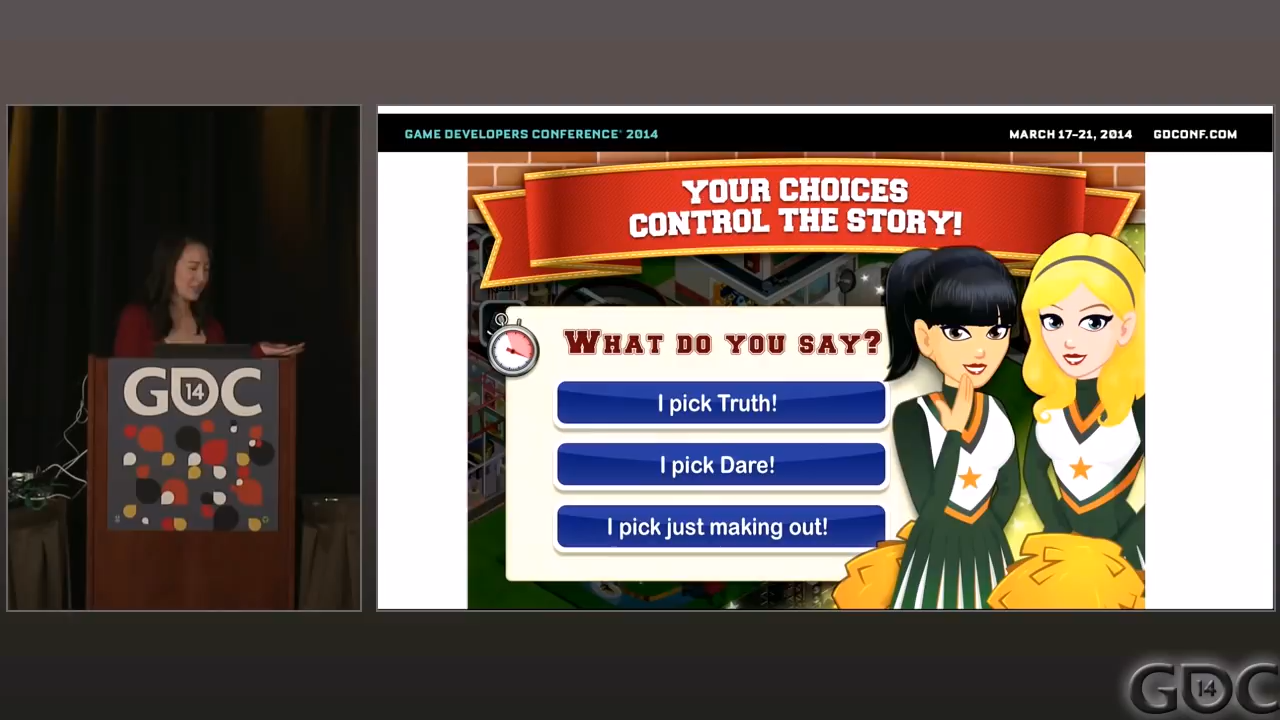 GAME DEVELOPERS CONFERENCE® 2014
MARCH 17-21, 2014
GDCONF.COM
YOUR CHOICES
CONTROL THE STORY!
WHAT DO YOU SAY?
I pick Truth!
I pick Dare!
I pick just making out!
GDC
14
GDC
14